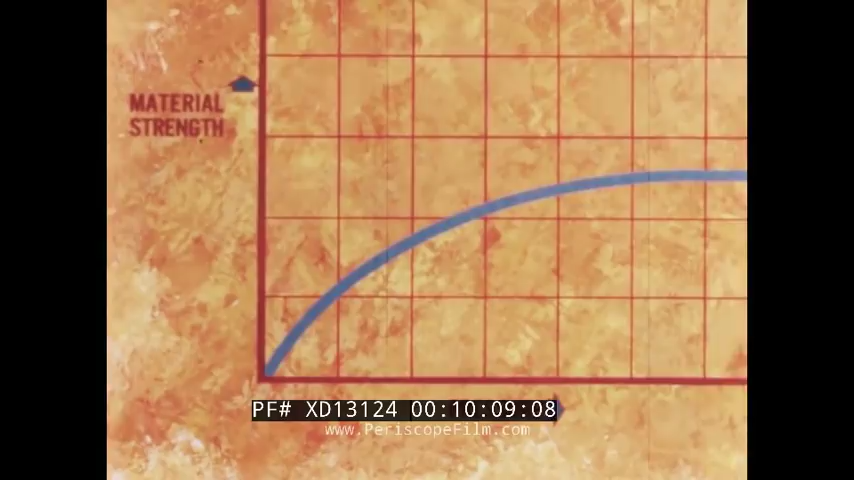 MATERIAL
STRENGTH
PF# XD13124 00:10:09:08
www.PeriscopeFilm.com